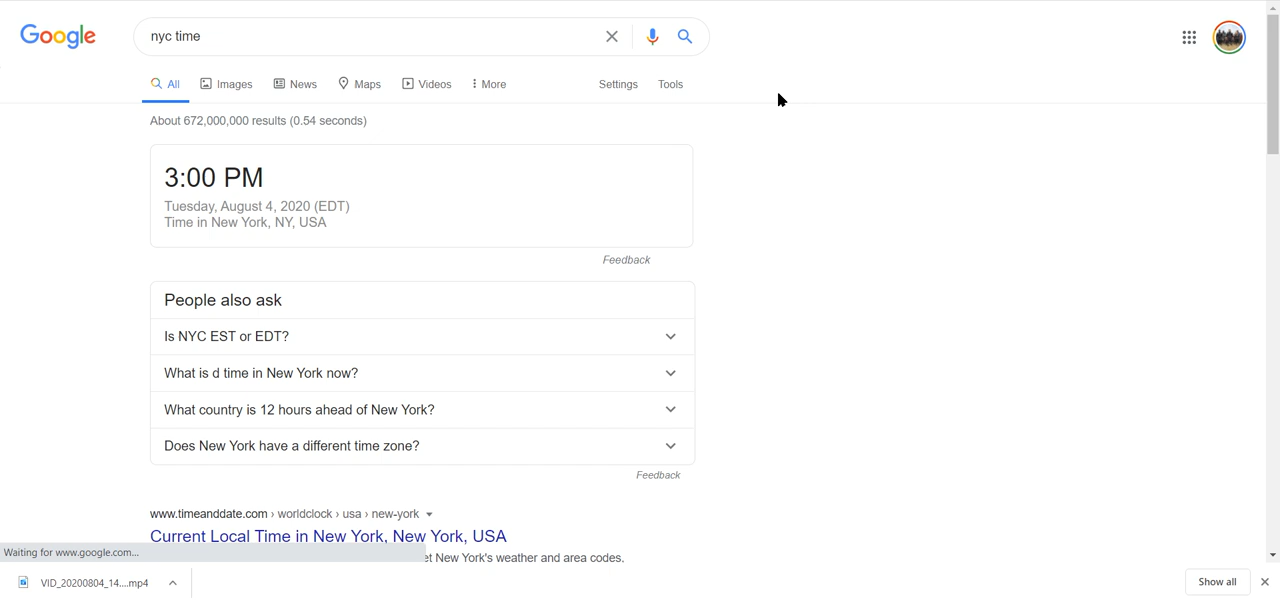 Google
nyc time
All Images News Maps Videos More Settings Tools
About 672,000,000 results (0.54 seconds)
3:00 PM
Tuesday, August 4, 2020 (EDT)
Time in New York, NY, USA
Feedback
People also ask
Is NYC EST or EDT?
What is d time in New York now?
What country is 12 hours ahead of New York?
Does New York have a different time zone?
Feedback
www.timeanddate.com › worldclock › usa › new-york
Current Local Time in New York, New York, USA
Waiting for www.google.com...
et New York's weather and area codes.
VID_20200804_14....mp4
Show all